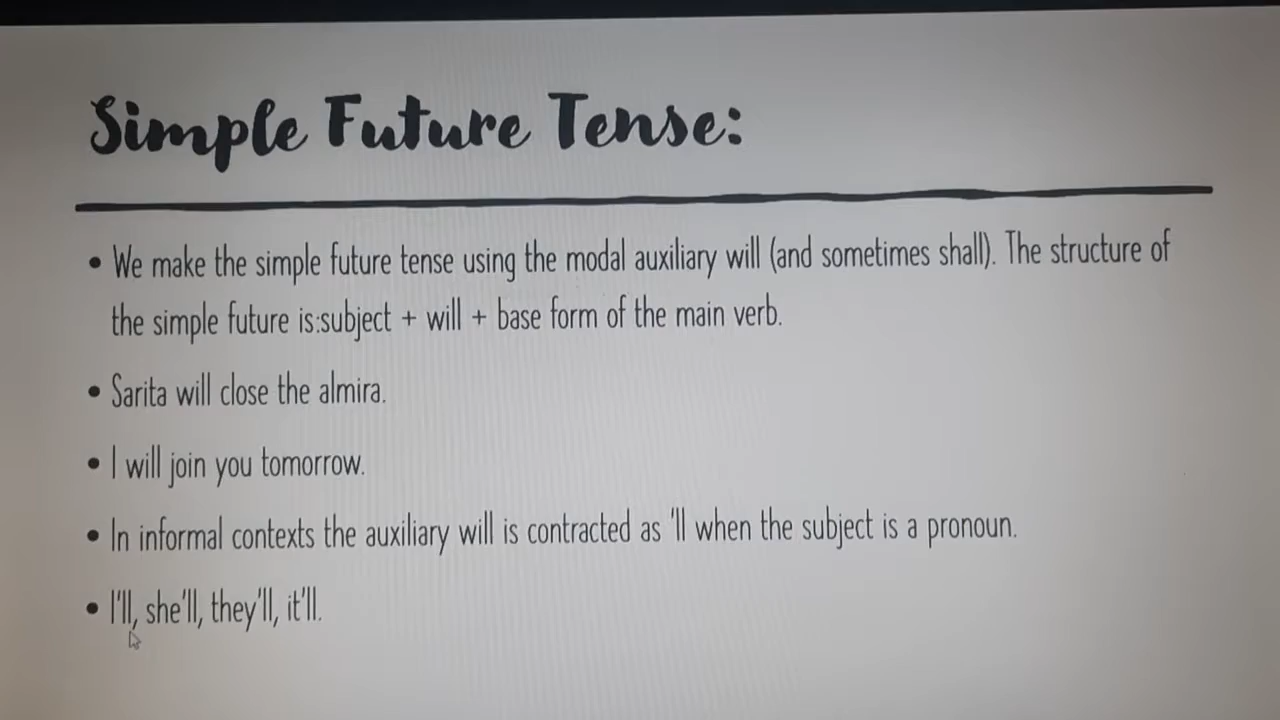 Simple Future Tense:
• We make the simple future tense using the modal auxiliary will (and sometimes shall). The structure of
the simple future is:subject + will + base form of the main verb.
• Sarita will close the almira.
• I will join you tomorrow.
• In informal contexts the auxiliary will is contracted as 'll when the subject is a pronoun.
• I'll, she'll, they'll, it'll.